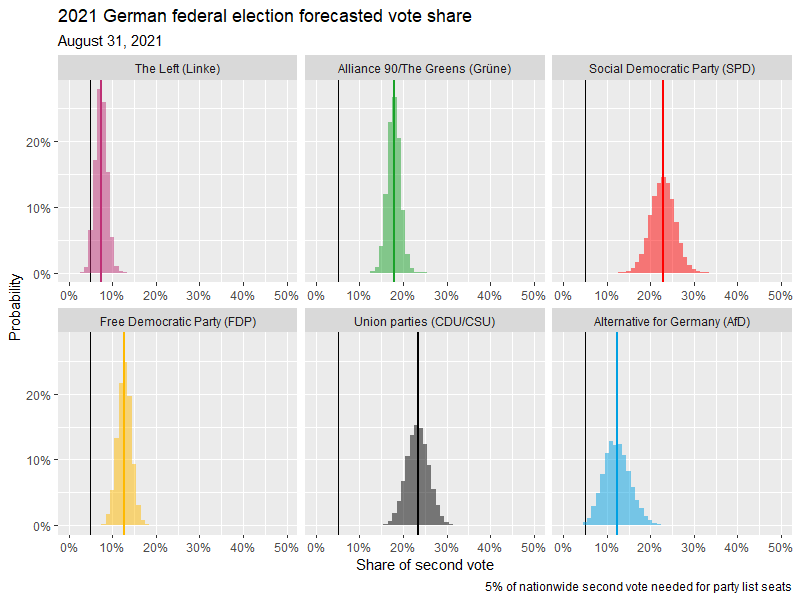 2021 German federal election forecasted vote share
August 31, 2021
The Left (Linke) Alliance 90/The Greens (Grüne) Social Democratic Party (SPD)
20%
10%
0%
0% 10% 20% 30% 40% 50% 0% 10% 20% 30% 40% 50% 0% 10% 20% 30% 40% 50%
Probability
Free Democratic Party (FDP) Union parties (CDU/CSU) Alternative for Germany (AfD)
20%
10%
0%
0% 10% 20% 30% 40% 50% 0% 10% 20% 30% 40% 50% 0% 10% 20% 30% 40% 50%
Share of second vote
5% of nationwide second vote needed for party list seats